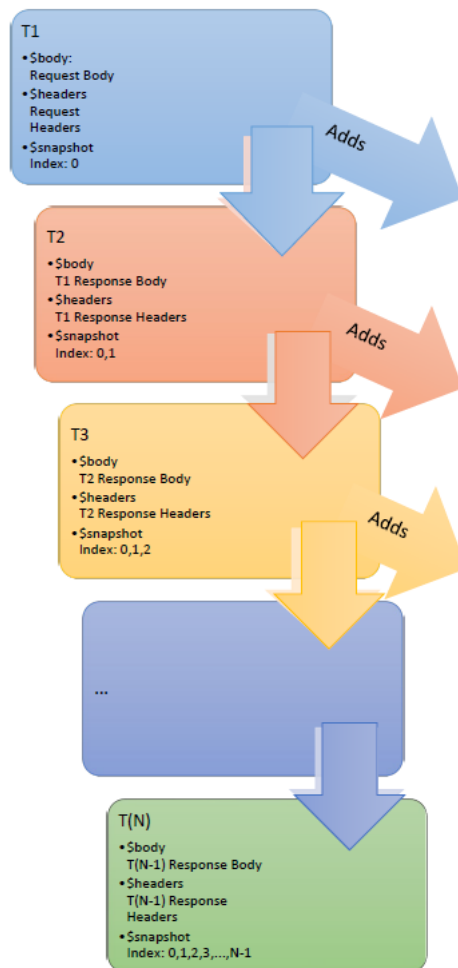 T1
•$body:
Request Body
•$headers
Request
Headers
•$snapshot
Index: 0
Adds
T2
•$body
T1 Response Body
•$headers
T1 Response Headers
•$snapshot
Index: 0,1
Adds
T3
•$body
T2 Response Body
•$headers
T2 Response Headers
•$snapshot
Index: 0,1,2
Adds
...
T(N)
•$body
T(N-1) Response Body
•$headers
T(N-1) Response
Headers
•$snapshot
Index: 0,1,2,3,...,N-1